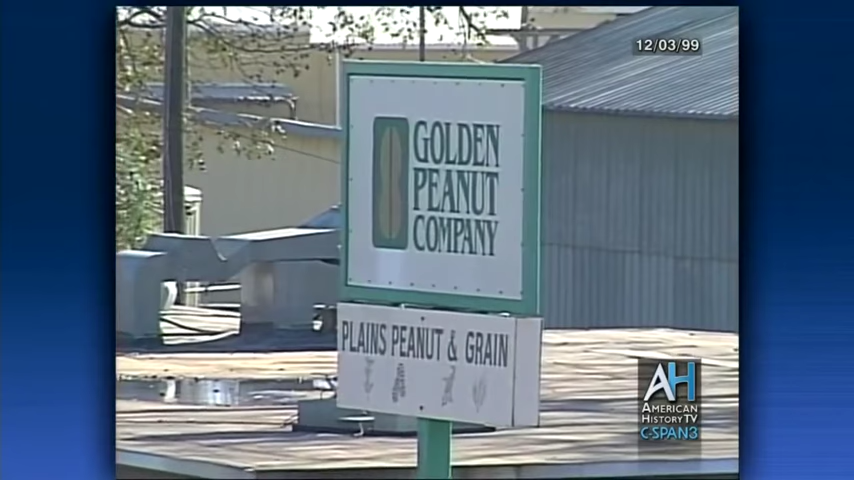 12/03/99
GOLDEN
PEANUT
COMPANY
PLAINS PEANUT & GRAIN
AH
AMERICAN
HISTORY TV
C-SPAN3